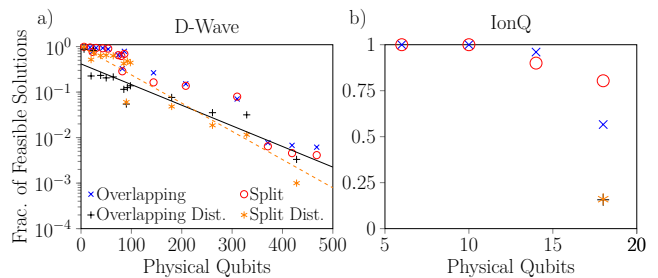 a) D-Wave
Frac. of Feasible Solutions
10^0
10^−1
10^−2
10^−3
10^−4
× Overlapping ○ Split
+ Overlapping Dist. ✶ Split Dist.
0 100 200 300 400 500
Physical Qubits
b) IonQ
1
0.75
0.5
0.25
0
5 10 15 20
Physical Qubits